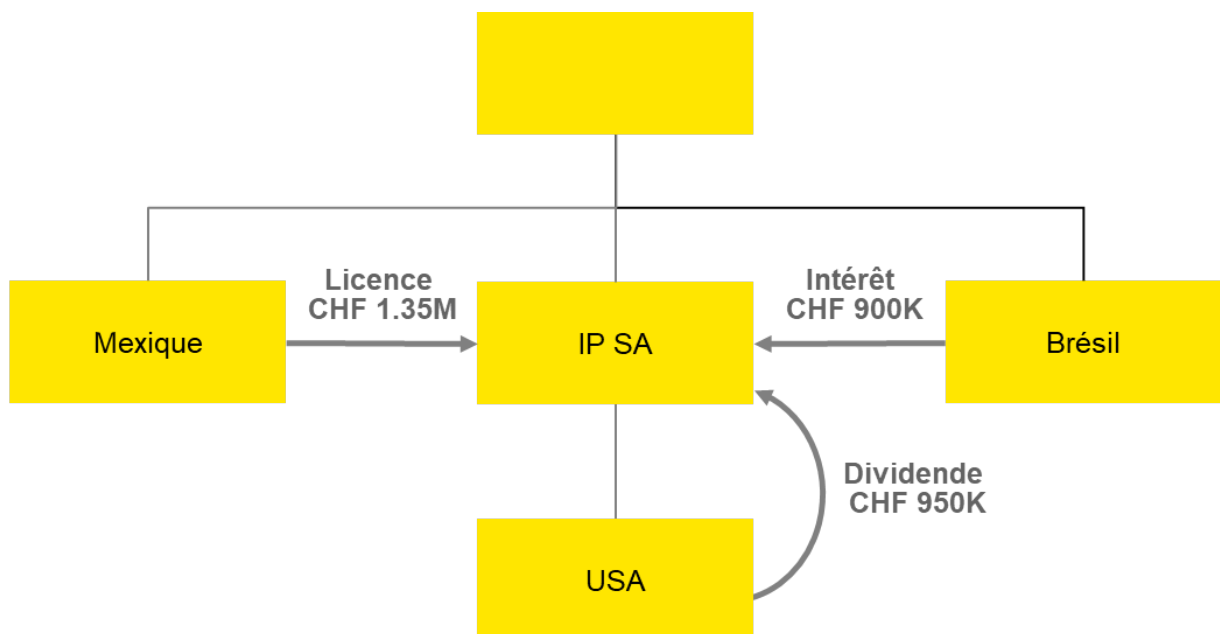 Licence
CHF 1.35M
Intérêt
CHF 900K
Mexique
IP SA
Brésil
Dividende
CHF 950K
USA